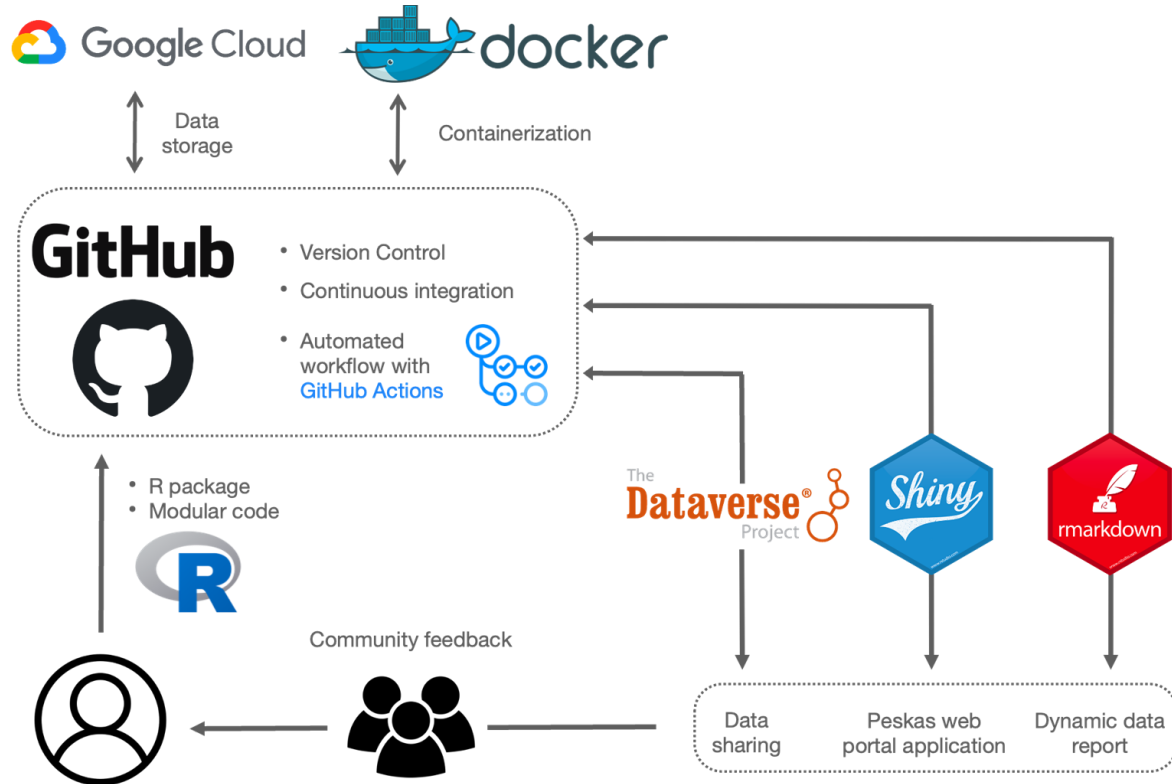 Google Cloud
docker
Data
storage
Containerization
GitHub
• Version Control
• Continuous integration
• Automated
workflow with
GitHub Actions
• R package
• Modular code
R
The
Dataverse®
Project
Shiny
rmarkdown
Community feedback
Data
sharing
Peskas web
portal application
Dynamic data
report